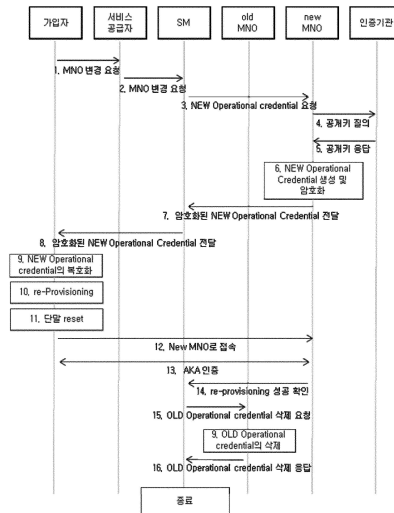 가입자
서비스
공급자
SM
old
MNO
new
MNO
인증기관
1. MNO 변경 요청
2. MNO 변경 요청
3. NEW Operational credential 요청
4. 공개키 질의
5. 공개키 응답
6. NEW Operational
Credential 생성 및
암호화
7. 암호화된 NEW Operational Credential 전달
8. 암호화된 NEW Operational Credential 전달
9. NEW Operational
credential의 복호화
10. re-Provisioning
11. 단말 reset
12. New MNO로 접속
13. AKA 인증
14. re-provisioning 성공 확인
15. OLD Operational credential 삭제 요청
9. OLD Operational
credential의 삭제
16. OLD Operational credential 삭제 응답
종료